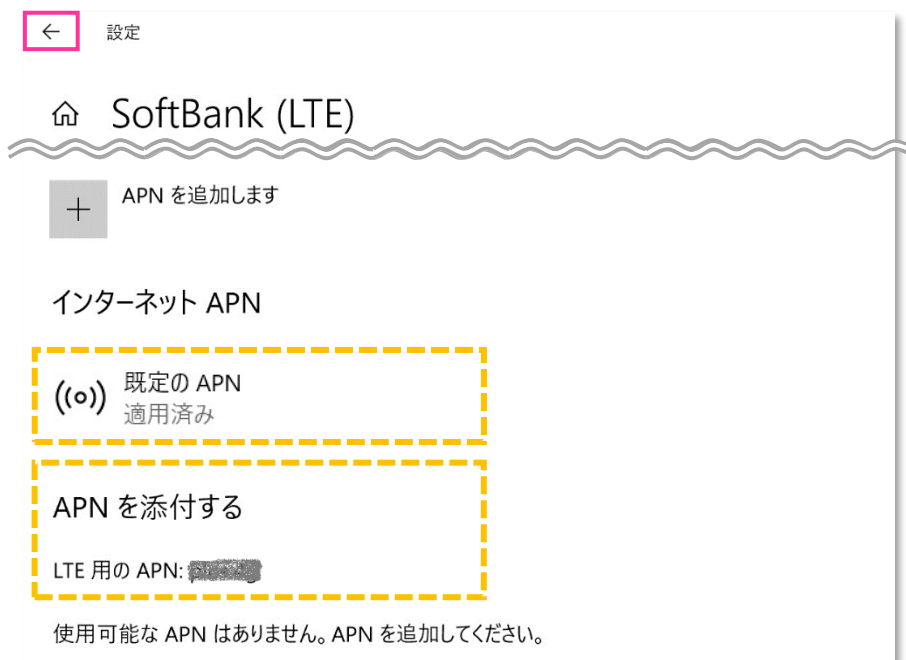 設定
SoftBank (LTE)
APN を追加します
インターネット APN
既定の APN
適用済み
APN を添付する
LTE 用の APN:
使用可能な APN はありません。APN を追加してください。